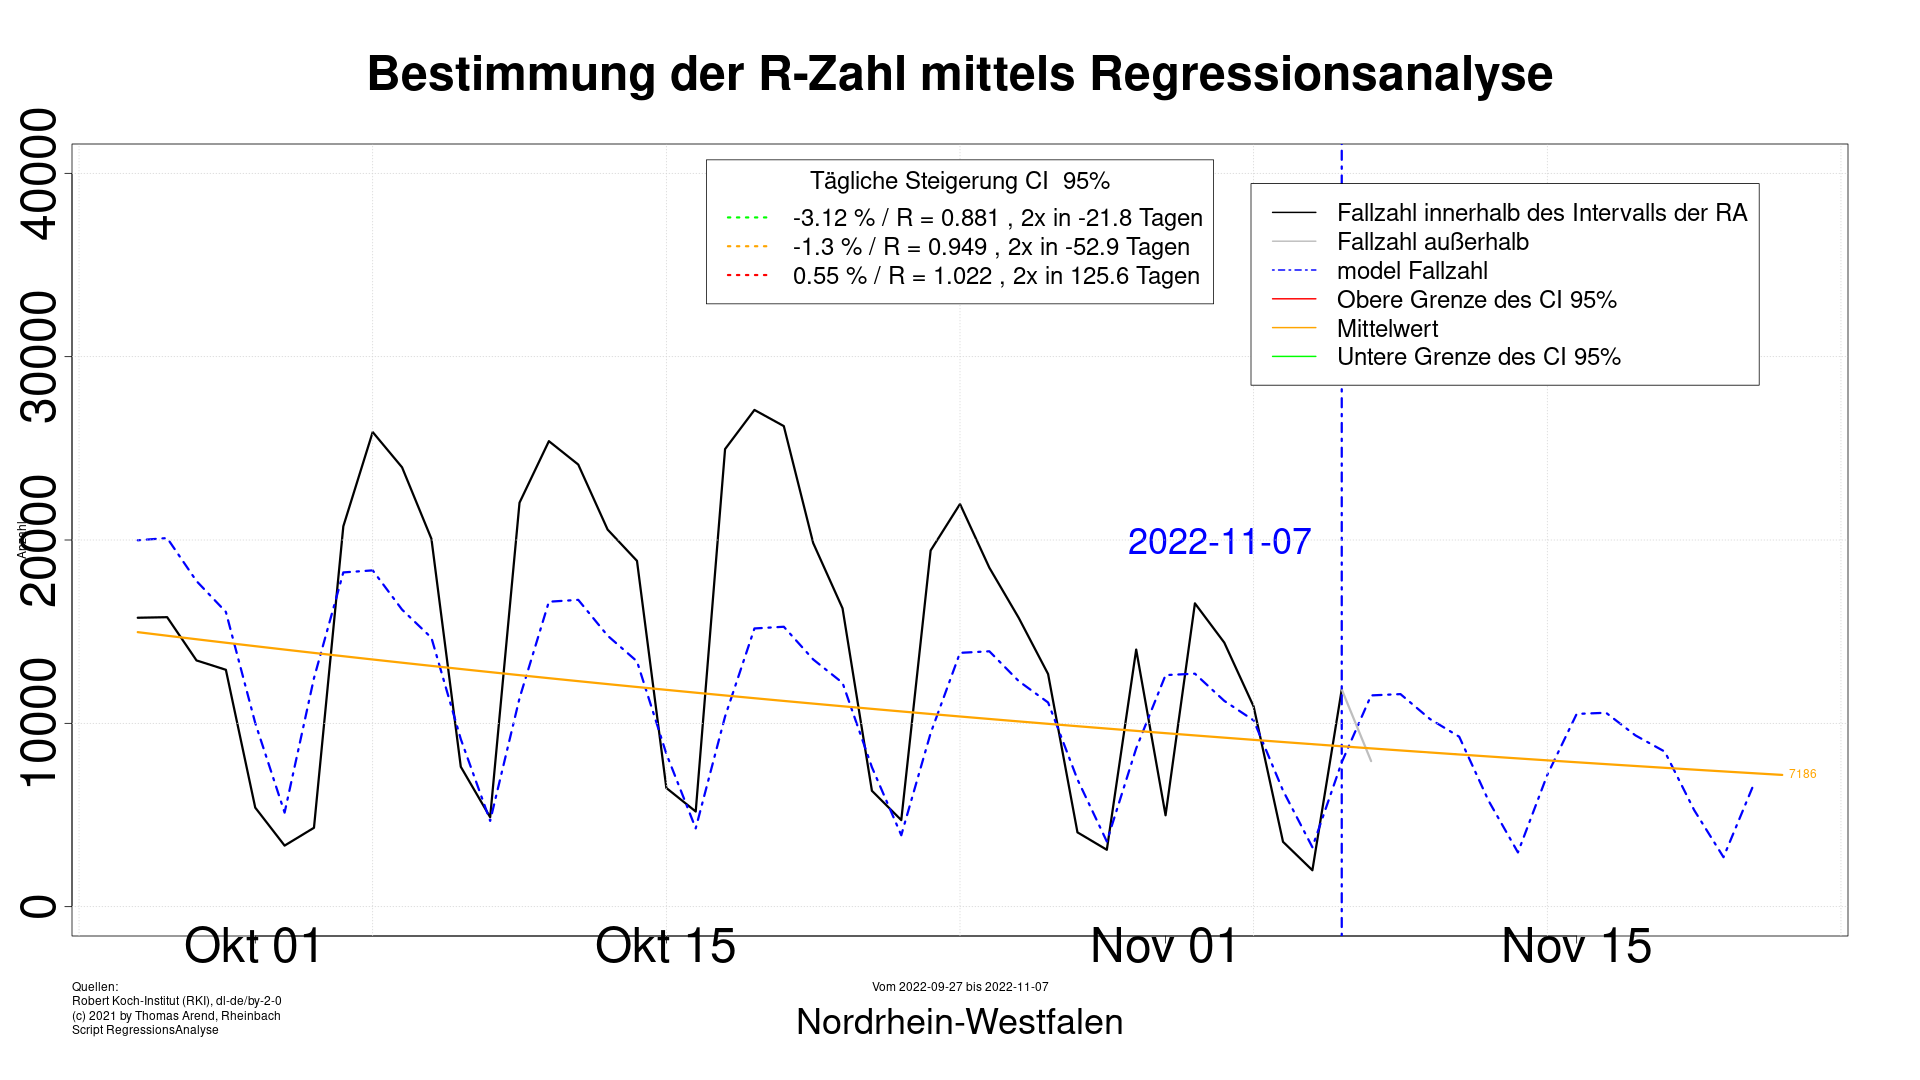 Bestimmung der R-Zahl mittels Regressionsanalyse
40000
30000
20000
10000
0
Anzahl
Tägliche Steigerung CI  95%
-3.12 % / R = 0.881 , 2x in -21.8 Tagen
-1.3 % / R = 0.949 , 2x in -52.9 Tagen
0.55 % / R = 1.022 , 2x in 125.6 Tagen
Fallzahl innerhalb des Intervalls der RA
Fallzahl außerhalb
model Fallzahl
Obere Grenze des CI 95%
Mittelwert
Untere Grenze des CI 95%
2022-11-07
7186
Okt 01
Okt 15
Nov 01
Nov 15
Quellen:
Robert Koch-Institut (RKI), dl-de/by-2-0
(c) 2021 by Thomas Arend, Rheinbach
Script RegressionsAnalyse
Vom 2022-09-27 bis 2022-11-07
Nordrhein-Westfalen